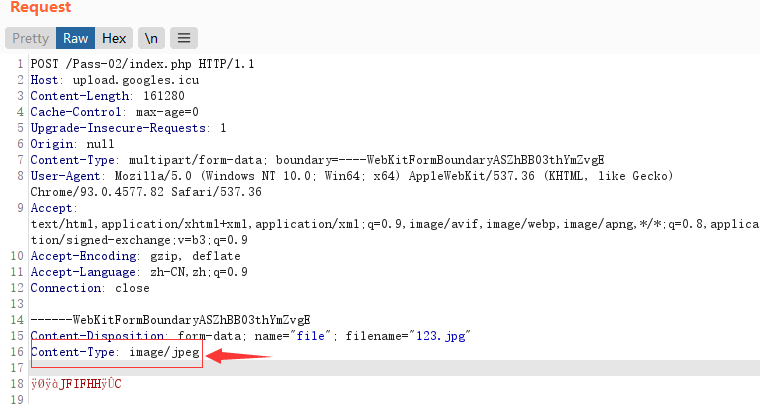 Request
Pretty Raw Hex \n
1 POST /Pass-02/index.php HTTP/1.1
2 Host: upload.googles.icu
3 Content-Length: 161280
4 Cache-Control: max-age=0
5 Upgrade-Insecure-Requests: 1
6 Origin: null
7 Content-Type: multipart/form-data; boundary=----WebKitFormBoundaryASZhBB03thYmZvgE
8 User-Agent: Mozilla/5.0 (Windows NT 10.0; Win64; x64) AppleWebKit/537.36 (KHTML, like Gecko)
Chrome/93.0.4577.82 Safari/537.36
9 Accept:
text/html,application/xhtml+xml,application/xml;q=0.9,image/avif,image/webp,image/apng,*/*;q=0.8,applica
tion/signed-exchange;v=b3;q=0.9
10 Accept-Encoding: gzip, deflate
11 Accept-Language: zh-CN,zh;q=0.9
12 Connection: close
13
14 ------WebKitFormBoundaryASZhBB03thYmZvgE
15 Content-Disposition: form-data; name="file"; filename="123.jpg"
16 Content-Type: image/jpeg
17
18 ÿØÿàJFIFHHÿÛC
19